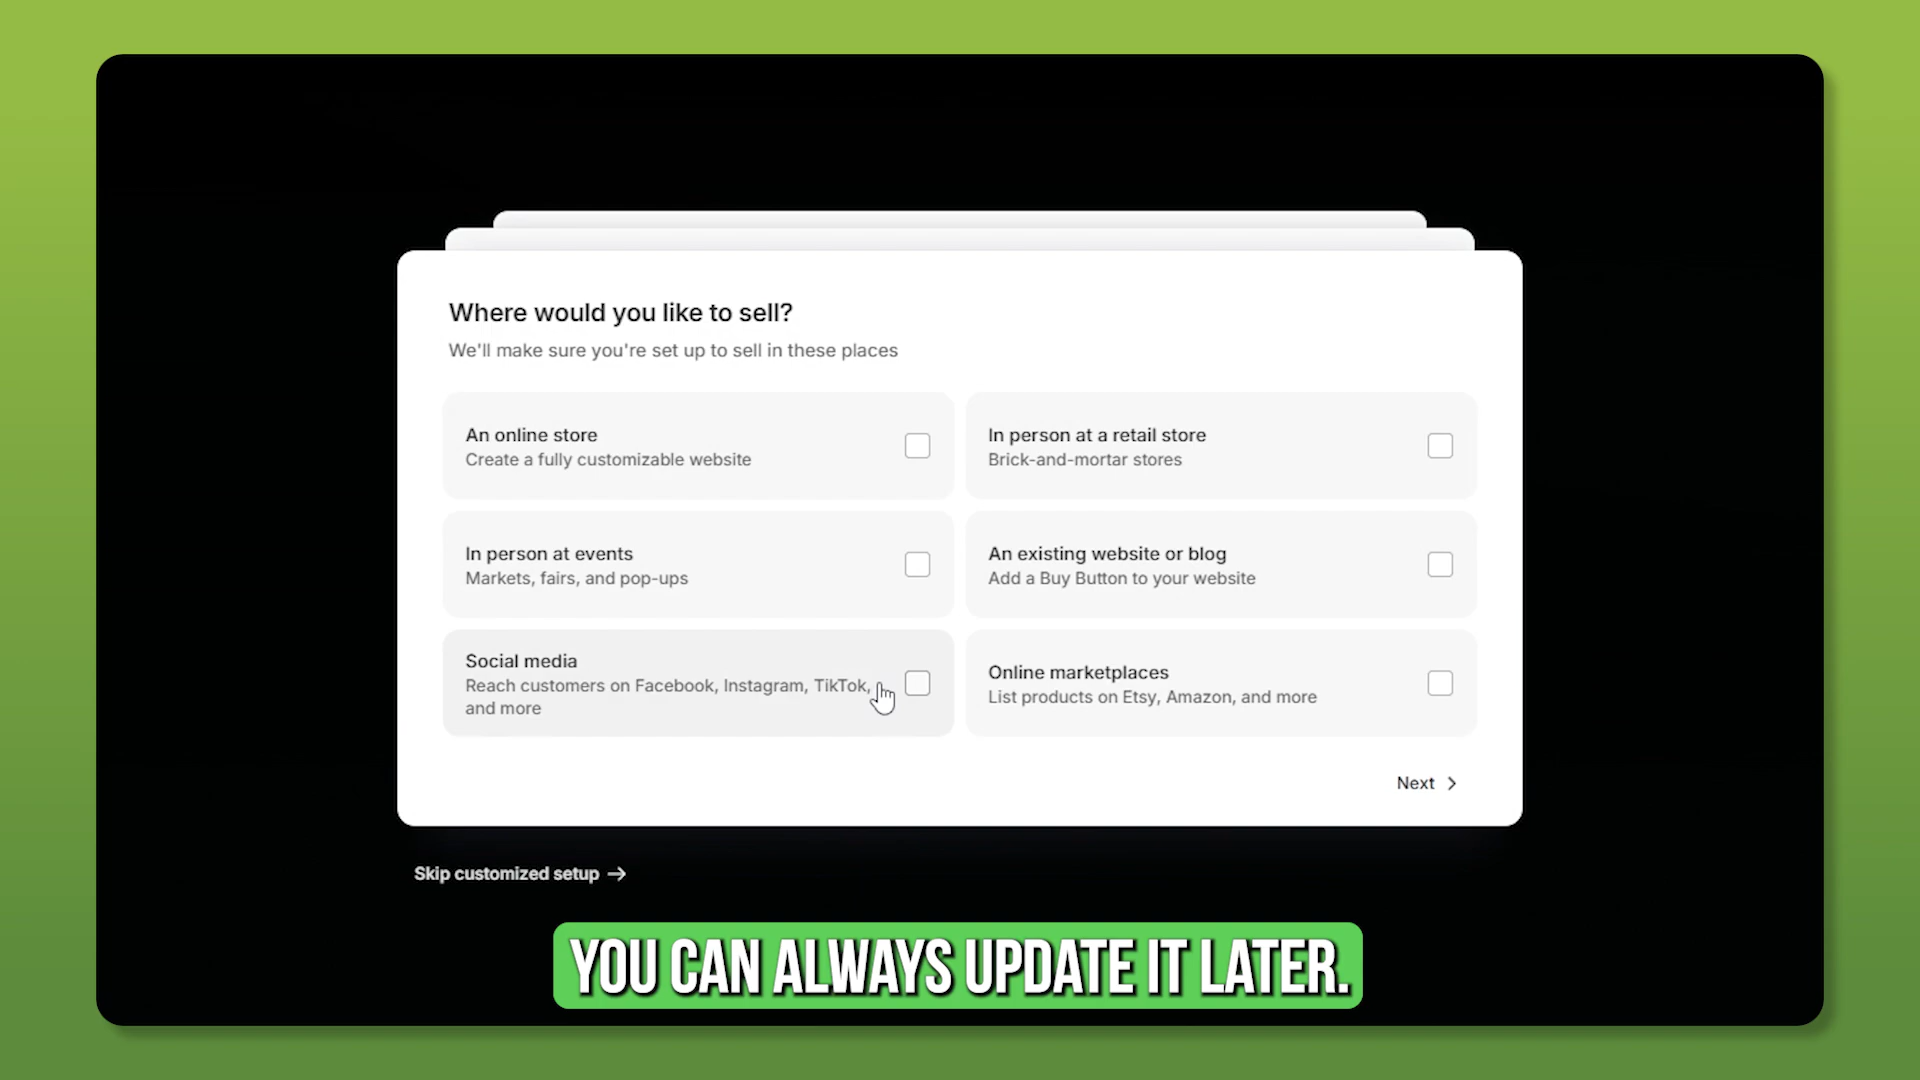 Where would you like to sell?
We'll make sure you're set up to sell in these places
An online store
Create a fully customizable website
In person at a retail store
Brick-and-mortar stores
In person at events
Markets, fairs, and pop-ups
An existing website or blog
Add a Buy Button to your website
Social media
Reach customers on Facebook, Instagram, TikTok,
and more
Online marketplaces
List products on Etsy, Amazon, and more
Next
Skip customized setup
YOU CAN ALWAYS UPDATE IT LATER.